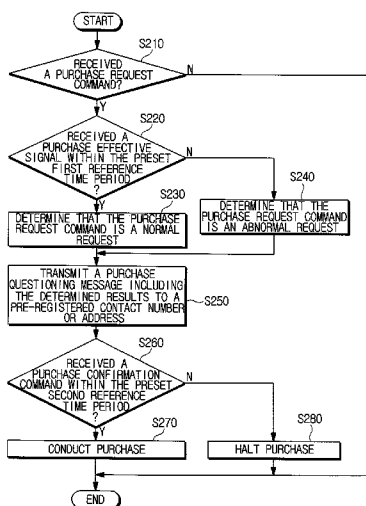 START
S210
RECEIVED
A PURCHASE REQUEST
COMMAND?
N
Y
S220
RECEIVED A
PURCHASE EFFECTIVE
SIGNAL WITHIN THE PRESET
FIRST REFERENCE
TIME PERIOD
?
N
Y
S230
DETERMINE THAT THE PURCHASE
REQUEST COMMAND IS A NORMAL
REQUEST
S240
DETERMINE THAT THE
PURCHASE REQUEST COMMAND
IS AN ABNORMAL REQUEST
TRANSMIT A PURCHASE
QUESTIONING MESSAGE INCLUDING
THE DETERMINED RESULTS TO A
PRE-REGISTERED CONTACT NUMBER
OR ADDRESS
S250
S260
RECEIVED A
PURCHASE CONFIRMATION
COMMAND WITHIN THE PRESET
SECOND REFERENCE
TIME PERIOD
?
N
Y
S270
CONDUCT PURCHASE
S280
HALT PURCHASE
END